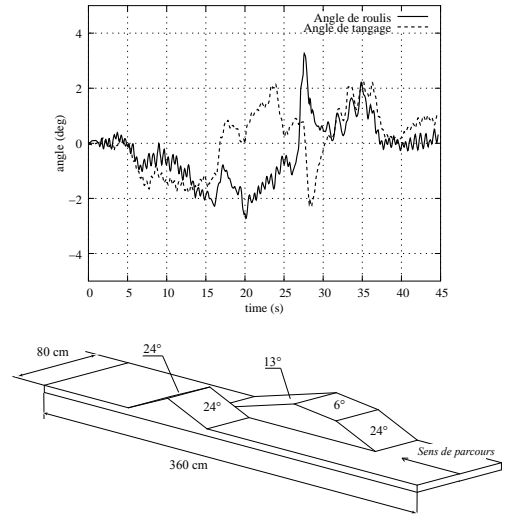 Angle de roulis
Angle de tangage
4
2
0
−2
−4
angle (deg)
0 5 10 15 20 25 30 35 40 45
time (s)
80 cm
24°
13°
24°
6°
24°
Sens de parcours
360 cm